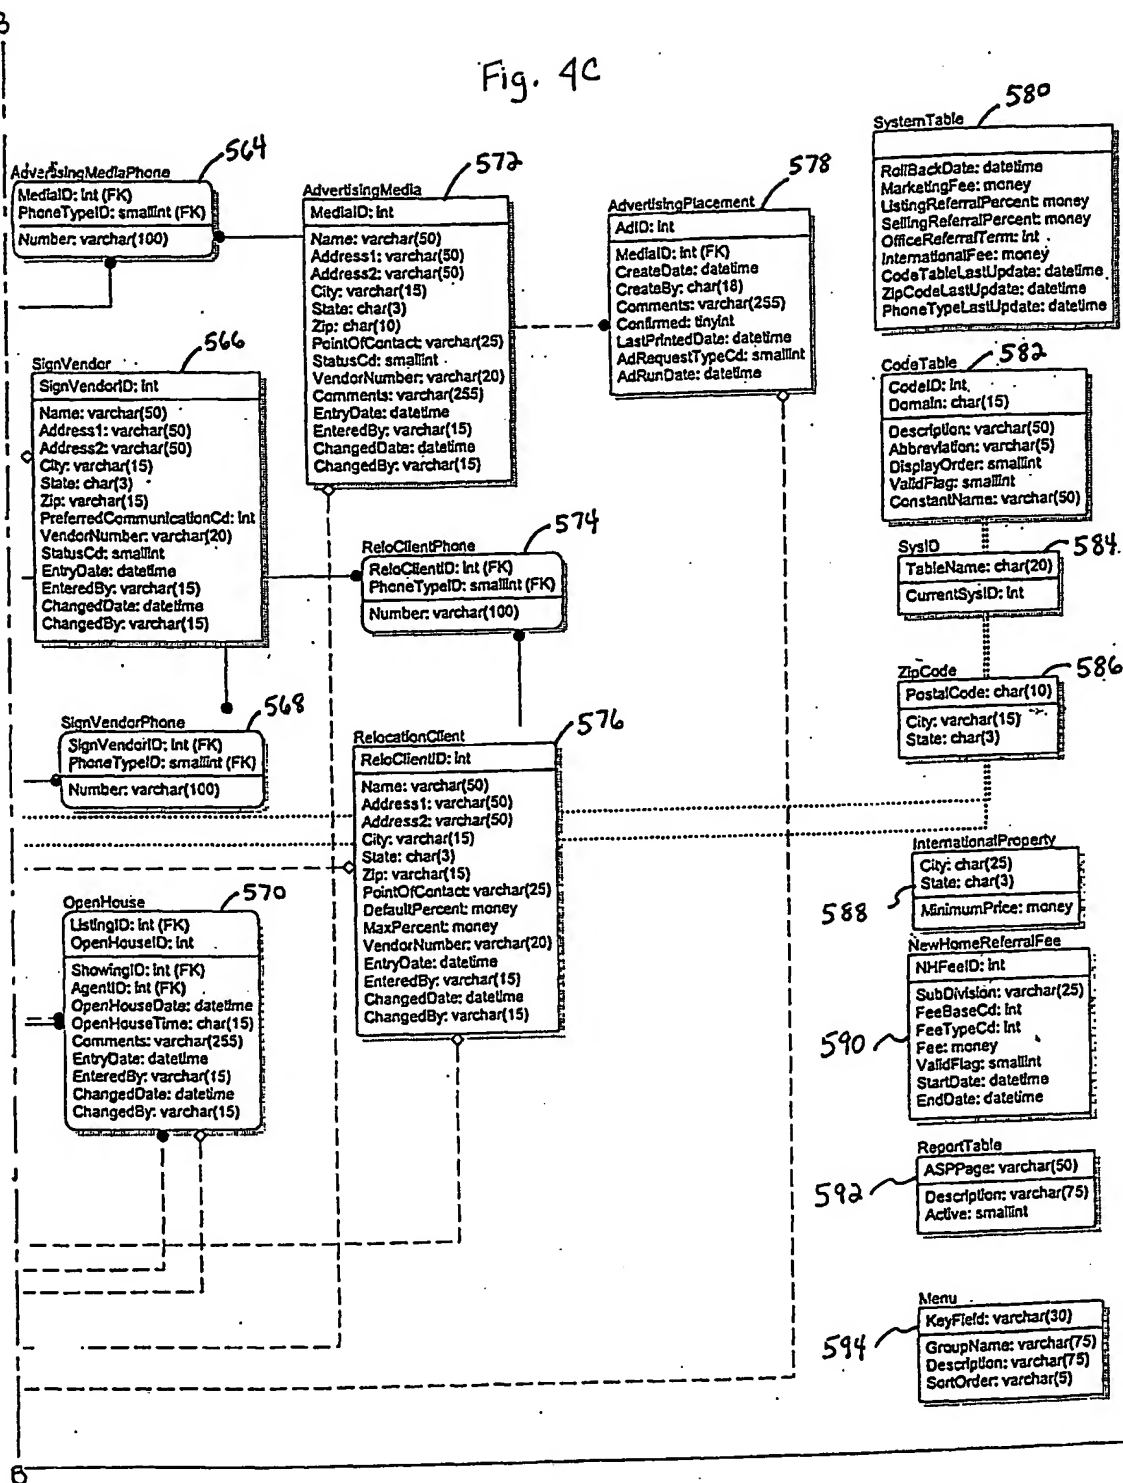 B
Fig. 4C
AdvertisingMediaPhone
564
MediaID: int (FK)
PhoneTypeID: smallint (FK)
Number: varchar(100)
AdvertisingMedia
572
MediaID: int
Name: varchar(50)
Address1: varchar(50)
Address2: varchar(50)
City: varchar(15)
State: char(3)
Zip: char(10)
PointOfContact: varchar(25)
StatusCd: smallint
VendorNumber: varchar(20)
Comments: varchar(255)
EntryDate: datetime
EnteredBy: varchar(15)
ChangedDate: datetime
ChangedBy: varchar(15)
AdvertisingPlacement
578
AdID: int
MediaID: int (FK)
CreateDate: datetime
CreateBy: char(18)
Comments: varchar(255)
Confirmed: tinyint
LastPrintedDate: datetime
AdRequestTypeCd: smallint
AdRunDate: datetime
SystemTable
580
RollBackDate: datetime
MarketingFee: money
ListingReferralPercent: money
SellingReferralPercent: money
OfficeReferralTerm: int
InternationalFee: money
CodeTableLastUpdate: datetime
ZipCodeLastUpdate: datetime
PhoneTypeLastUpdate: datetime
SignVendor
566
SignVendorID: int
Name: varchar(50)
Address1: varchar(50)
Address2: varchar(50)
City: varchar(15)
State: char(3)
Zip: varchar(15)
PreferredCommunicationCd: int
VendorNumber: varchar(20)
StatusCd: smallint
EntryDate: datetime
EnteredBy: varchar(15)
ChangedDate: datetime
ChangedBy: varchar(15)
CodeTable
582
CodeID: int
Domain: char(15)
Description: varchar(50)
Abbreviation: varchar(5)
DisplayOrder: smallint
ValidFlag: smallint
ConstantName: varchar(50)
ReloClientPhone
574
ReloClientID: int (FK)
PhoneTypeID: smallint (FK)
Number: varchar(100)
SysID
584
TableName: char(20)
CurrentSysID: int
ZipCode
586
PostalCode: char(10)
City: varchar(15)
State: char(3)
SignVendorPhone
568
SignVendorID: int (FK)
PhoneTypeID: smallint (FK)
Number: varchar(100)
RelocationClient
576
ReloClientID: int
Name: varchar(50)
Address1: varchar(50)
Address2: varchar(50)
City: varchar(15)
State: char(3)
Zip: varchar(15)
PointOfContact: varchar(25)
DefaultPercent: money
MaxPercent: money
VendorNumber: varchar(20)
EntryDate: datetime
EnteredBy: varchar(15)
ChangedDate: datetime
ChangedBy: varchar(15)
OpenHouse
570
ListingID: int (FK)
OpenHouseID: int
ShowingID: int (FK)
AgentID: int (FK)
OpenHouseDate: datetime
OpenHouseTime: char(15)
Comments: varchar(255)
EntryDate: datetime
EnteredBy: varchar(15)
ChangedDate: datetime
ChangedBy: varchar(15)
InternationalProperty
588
City: char(25)
State: char(3)
MinimumPrice: money
NewHomeReferralFee
590
NHFeeID: int
SubDivision: varchar(25)
FeeBaseCd: int
FeeTypeCd: int
Fee: money
ValidFlag: smallint
StartDate: datetime
EndDate: datetime
ReportTable
592
ASPPage: varchar(50)
Description: varchar(75)
Active: smallint
Menu
594
KeyField: varchar(30)
GroupName: varchar(75)
Description: varchar(75)
SortOrder: varchar(5)
B